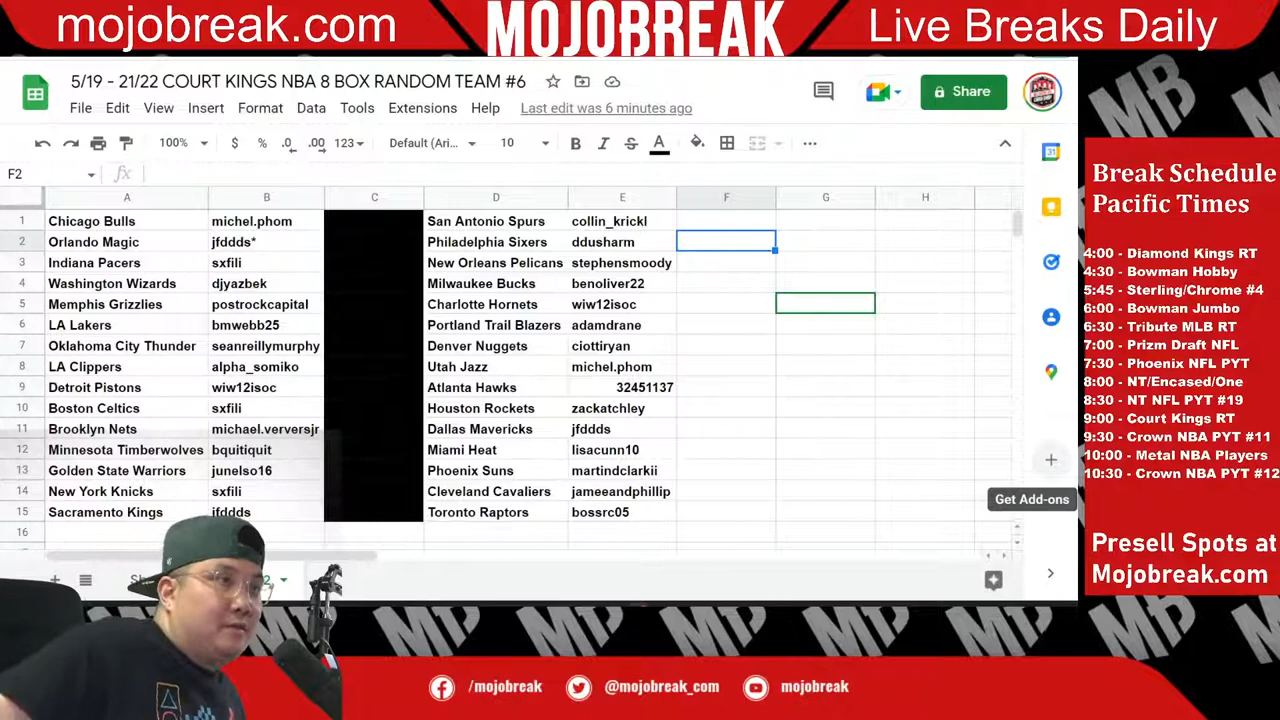 mojobreak.com
MOJOBREAK
Live Breaks Daily
5/19 - 21/22 COURT KINGS NBA 8 BOX RANDOM TEAM #6
File Edit View Insert Format Data Tools Extensions Help Last edit was 6 minutes ago
Share
100% $ % .0 .00 123 Default (Ari... 10 B I S A
F2 fx
A B C D E F G H
1 Chicago Bulls michel.phom San Antonio Spurs collin_krickl
2 Orlando Magic jfddds* Philadelphia Sixers ddusharm
3 Indiana Pacers sxfili New Orleans Pelicans stephensmoody
4 Washington Wizards djyazbek Milwaukee Bucks benoliver22
5 Memphis Grizzlies postrockcapital Charlotte Hornets wiw12isoc
6 LA Lakers bmwebb25 Portland Trail Blazers adamdrane
7 Oklahoma City Thunder seanreillymurphy Denver Nuggets ciottiryan
8 LA Clippers alpha_somiko Utah Jazz michel.phom
9 Detroit Pistons wiw12isoc Atlanta Hawks 32451137
10 Boston Celtics sxfili Houston Rockets zackatchley
11 Brooklyn Nets michael.verversjr Dallas Mavericks jfddds
12 Minnesota Timberwolves bquitiquit Miami Heat lisacunn10
13 Golden State Warriors junelso16 Phoenix Suns martindclarkii
14 New York Knicks sxfili Cleveland Cavaliers jameeandphillip
15 Sacramento Kings jfddds Toronto Raptors bossrc05
16
31
Get Add-ons
Break Schedule
Pacific Times
4:00 - Diamond Kings RT
4:30 - Bowman Hobby
5:45 - Sterling/Chrome #4
6:00 - Bowman Jumbo
6:30 - Tribute MLB RT
7:00 - Prizm Draft NFL
7:30 - Phoenix NFL PYT
8:00 - NT/Encased/One
8:30 - NT NFL PYT #19
9:00 - Court Kings RT
9:30 - Crown NBA PYT #11
10:00 - Metal NBA Players
10:30 - Crown NBA PYT #12
Presell Spots at
Mojobreak.com
/mojobreak @mojobreak_com mojobreak